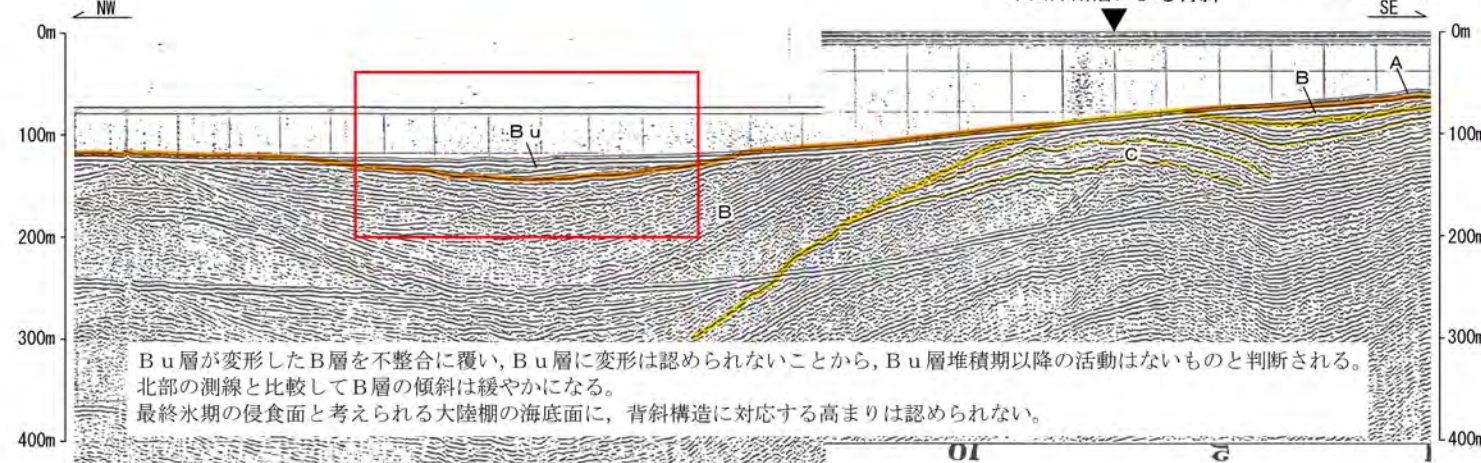 NW
SE
0m
0m
A
B
100m
Bu
100m
C
B
200m
200m
300m
300m
Bu層が変形したB層を不整合に覆い,Bu層に変形は認められないことから,Bu層堆積期以降の活動はないものと判断される。
北部の測線と比較してB層の傾斜は緩やかになる。
最終氷期の侵食面と考えられる大陸棚の海底面に,背斜構造に対応する高まりは認められない。
400m
400m
10